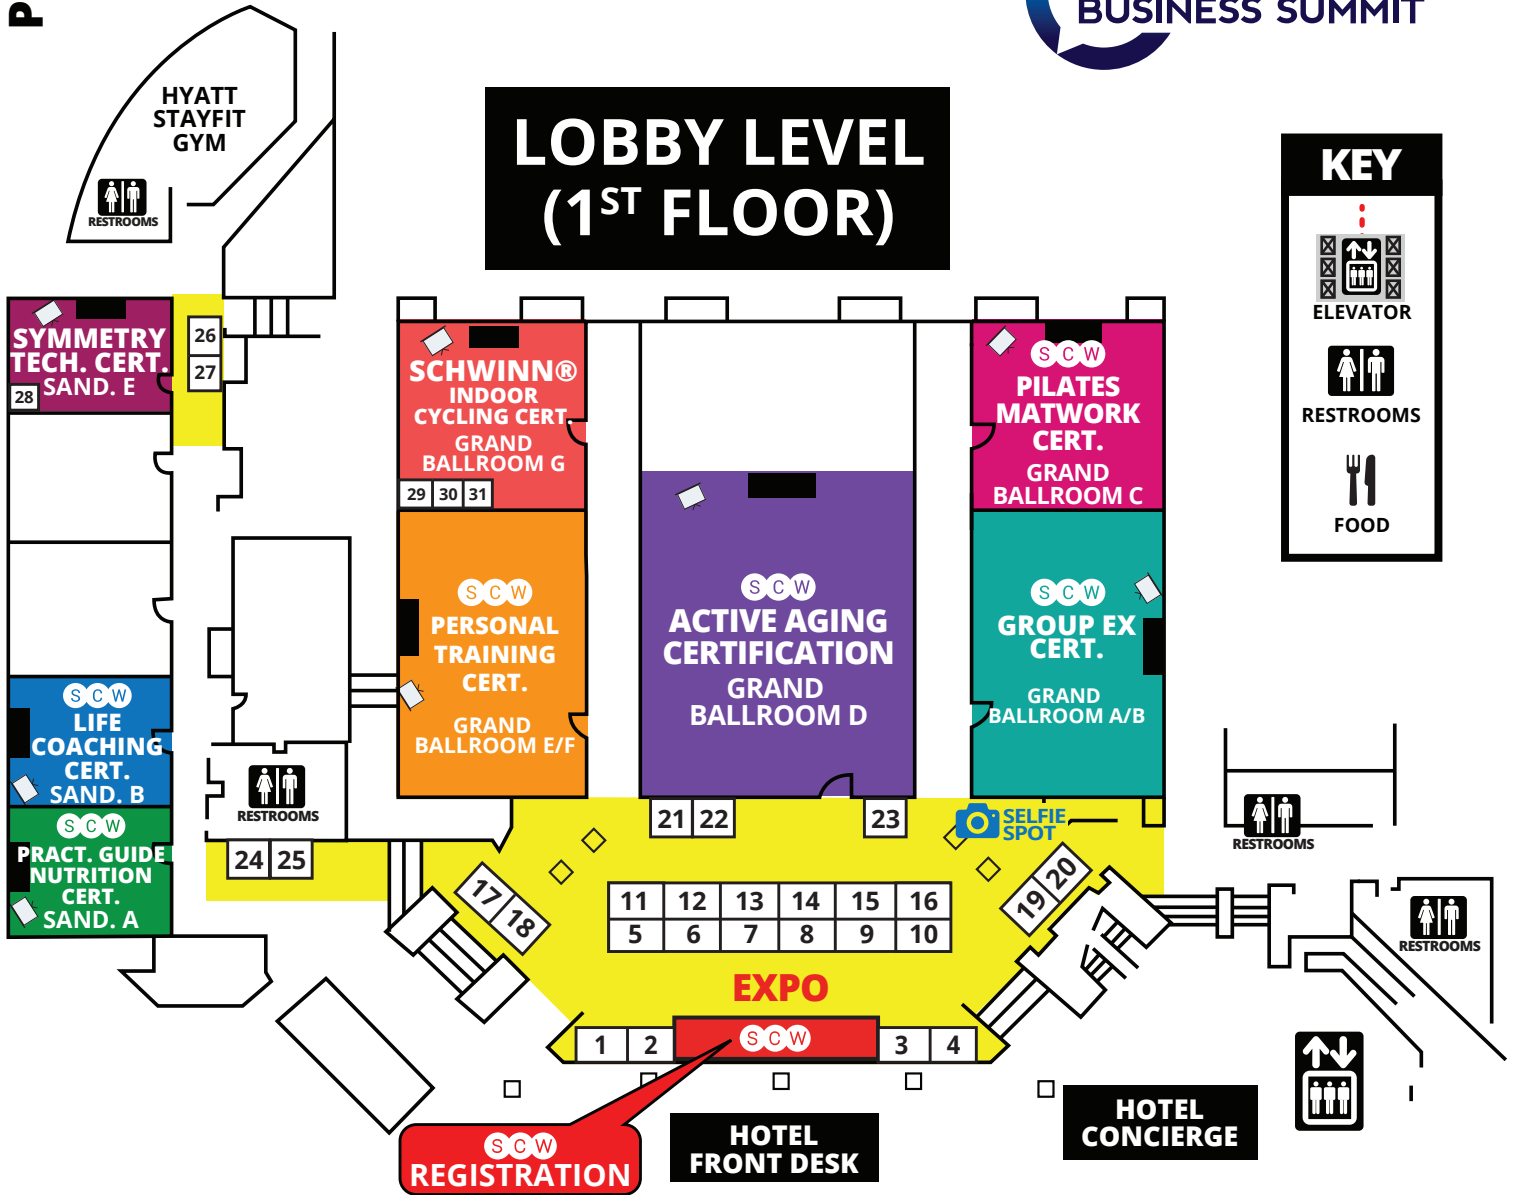 P
BUSINESS SUMMIT
HYATT
STAYFIT
GYM
RESTROOMS
LOBBY LEVEL
(1ST FLOOR)
KEY
ELEVATOR
RESTROOMS
FOOD
SYMMETRY
TECH. CERT.
SAND. E
28
26
27
SCHWINN®
INDOOR
CYCLING CERT.
GRAND
BALLROOM G
29 30 31
SCW
PILATES
MATWORK
CERT.
GRAND
BALLROOM C
SCW
PERSONAL
TRAINING
CERT.
GRAND
BALLROOM E/F
SCW
ACTIVE AGING
CERTIFICATION
GRAND
BALLROOM D
SCW
GROUP EX
CERT.
GRAND
BALLROOM A/B
SCW
LIFE
COACHING
CERT.
SAND. B
SCW
PRACT. GUIDE
NUTRITION
CERT.
SAND. A
RESTROOMS
24 25
21 22
23
SELFIE
SPOT
RESTROOMS
17 18
19 20
11 12 13 14 15 16
5 6 7 8 9 10
RESTROOMS
EXPO
1 2
SCW
3 4
SCW
REGISTRATION
HOTEL
FRONT DESK
HOTEL
CONCIERGE